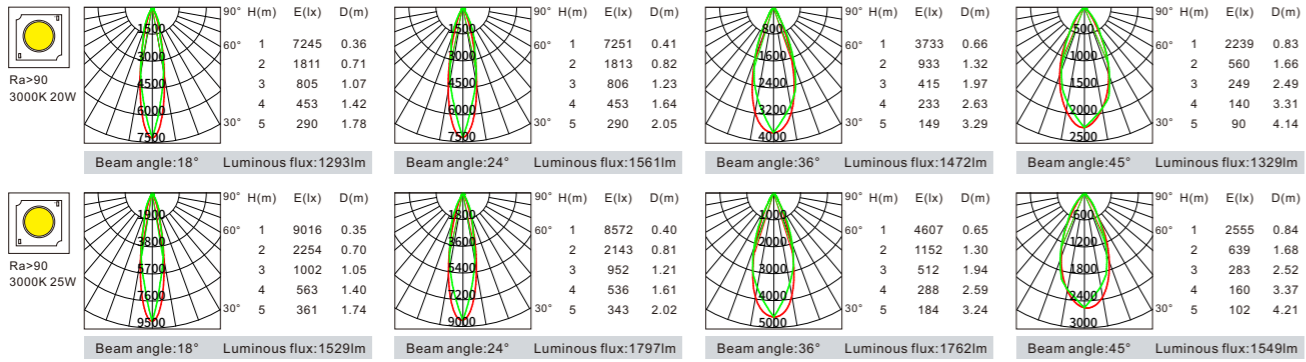 90° H(m) E(lx) D(m)
1500
60° 1 7245 0.36
3000
2 1811 0.71
4500
3 805 1.07
6000
4 453 1.42
30° 5 290 1.78
7500
Ra>90
3000K 20W
Beam angle:18° Luminous flux:1293lm
90° H(m) E(lx) D(m)
1500
60° 1 7251 0.41
3000
2 1813 0.82
4500
3 806 1.23
6000
4 453 1.64
30° 5 290 2.05
7500
Beam angle:24° Luminous flux:1561lm
90° H(m) E(lx) D(m)
800
60° 1 3733 0.66
1600
2 933 1.32
2400
3 415 1.97
3200
4 233 2.63
30° 5 149 3.29
4000
Beam angle:36° Luminous flux:1472lm
90° H(m) E(lx) D(m)
500
60° 1 2239 0.83
1000
2 560 1.66
1500
3 249 2.49
2000
4 140 3.31
30° 5 90 4.14
2500
Beam angle:45° Luminous flux:1329lm
90° H(m) E(lx) D(m)
1900
60° 1 9016 0.35
3800
2 2254 0.70
5700
3 1002 1.05
7600
4 563 1.40
30° 5 361 1.74
9500
Ra>90
3000K 25W
Beam angle:18° Luminous flux:1529lm
90° H(m) E(lx) D(m)
1800
60° 1 8572 0.40
3600
2 2143 0.81
5400
3 952 1.21
7200
4 536 1.61
30° 5 343 2.02
9000
Beam angle:24° Luminous flux:1797lm
90° H(m) E(lx) D(m)
1000
60° 1 4607 0.65
2000
2 1152 1.30
3000
3 512 1.94
4000
4 288 2.59
30° 5 184 3.24
5000
Beam angle:36° Luminous flux:1762lm
90° H(m) E(lx) D(m)
600
60° 1 2555 0.84
1200
2 639 1.68
1800
3 283 2.52
2400
4 160 3.37
30° 5 102 4.21
3000
Beam angle:45° Luminous flux:1549lm